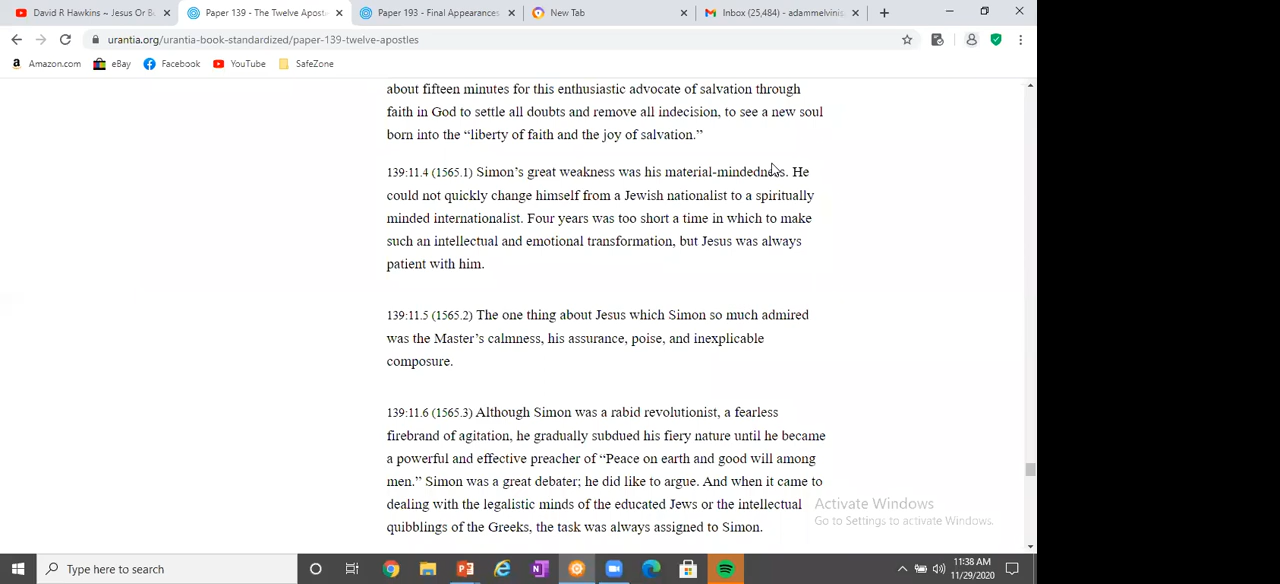 David R Hawkins ~ Jesus Or B
Paper 139 - The Twelve Apost
Paper 193 - Final Appearances
New Tab
Inbox (25,484) - adammelvinis
urantia.org/urantia-book-standardized/paper-139-twelve-apostles
Amazon.com
eBay
Facebook
YouTube
SafeZone
about fifteen minutes for this enthusiastic advocate of salvation through
faith in God to settle all doubts and remove all indecision, to see a new soul
born into the “liberty of faith and the joy of salvation.”
139:11.4 (1565.1) Simon’s great weakness was his material-mindedness. He
could not quickly change himself from a Jewish nationalist to a spiritually
minded internationalist. Four years was too short a time in which to make
such an intellectual and emotional transformation, but Jesus was always
patient with him.
139:11.5 (1565.2) The one thing about Jesus which Simon so much admired
was the Master’s calmness, his assurance, poise, and inexplicable
composure.
139:11.6 (1565.3) Although Simon was a rabid revolutionist, a fearless
firebrand of agitation, he gradually subdued his fiery nature until he became
a powerful and effective preacher of “Peace on earth and good will among
men.” Simon was a great debater; he did like to argue. And when it came to
dealing with the legalistic minds of the educated Jews or the intellectual
quibblings of the Greeks, the task was always assigned to Simon.
Activate Windows
Go to Settings to activate Windows.
Type here to search
11:38 AM
11/29/2020